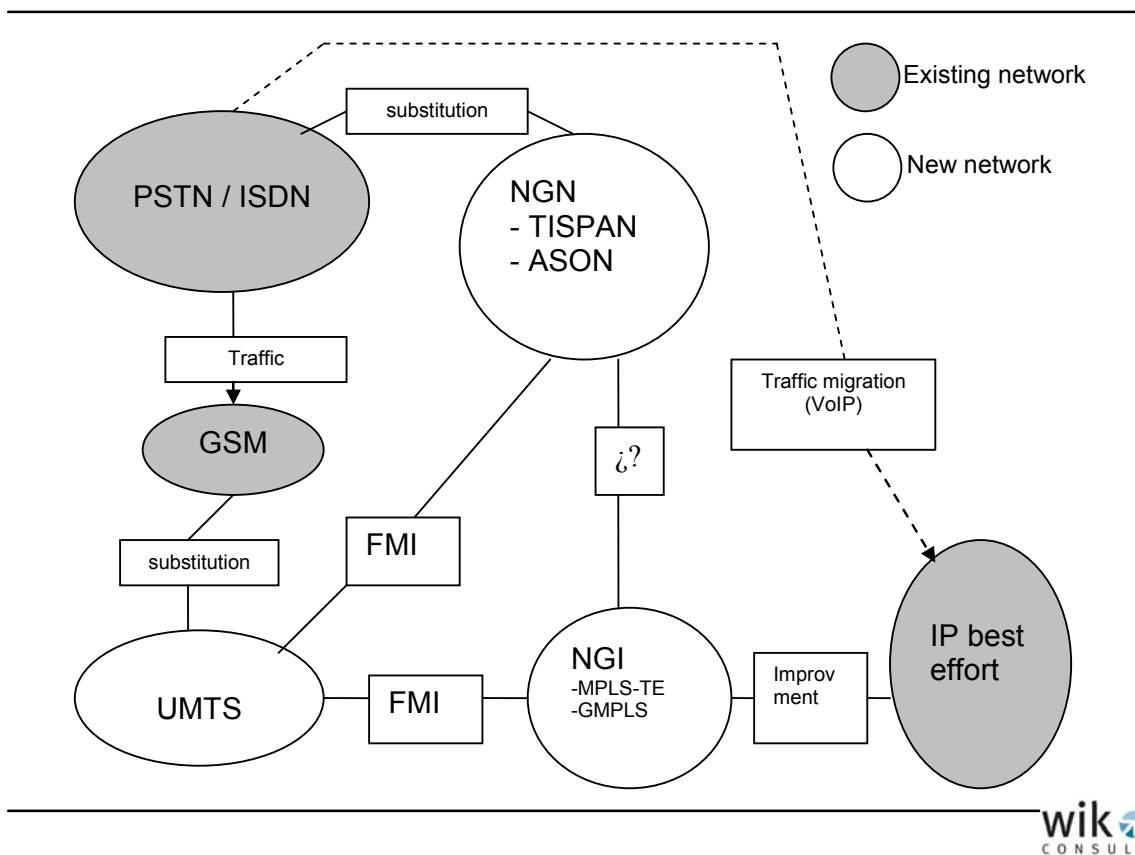 Existing network
substitution
New network
PSTN / ISDN
NGN
- TISPAN
- ASON
Traffic
Traffic migration
(VoIP)
GSM
¿?
FMI
substitution
IP best
effort
NGI
-MPLS-TE
-GMPLS
Improv
ment
UMTS
FMI
wik
CONSUL